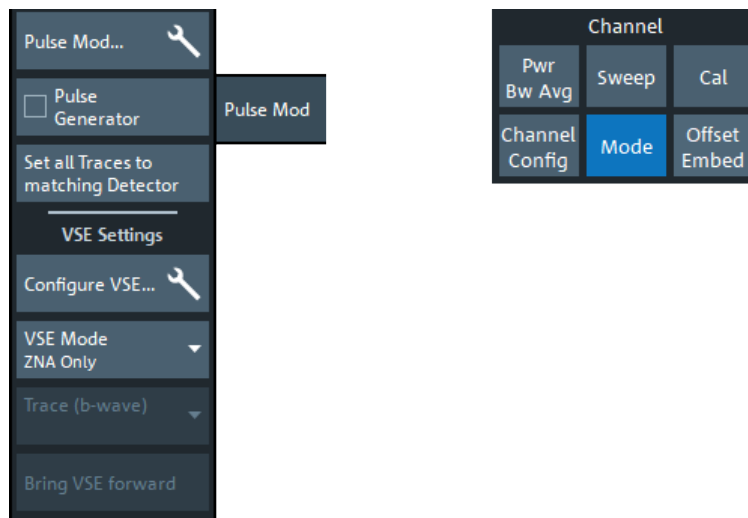 Pulse Mod...
Pulse
Generator
Pulse Mod
Set all Traces to
matching Detector
VSE Settings
Configure VSE...
VSE Mode
ZNA Only
Trace (b-wave)
Bring VSE forward
Channel
Pwr
Bw Avg
Sweep
Cal
Channel
Config
Mode
Offset
Embed